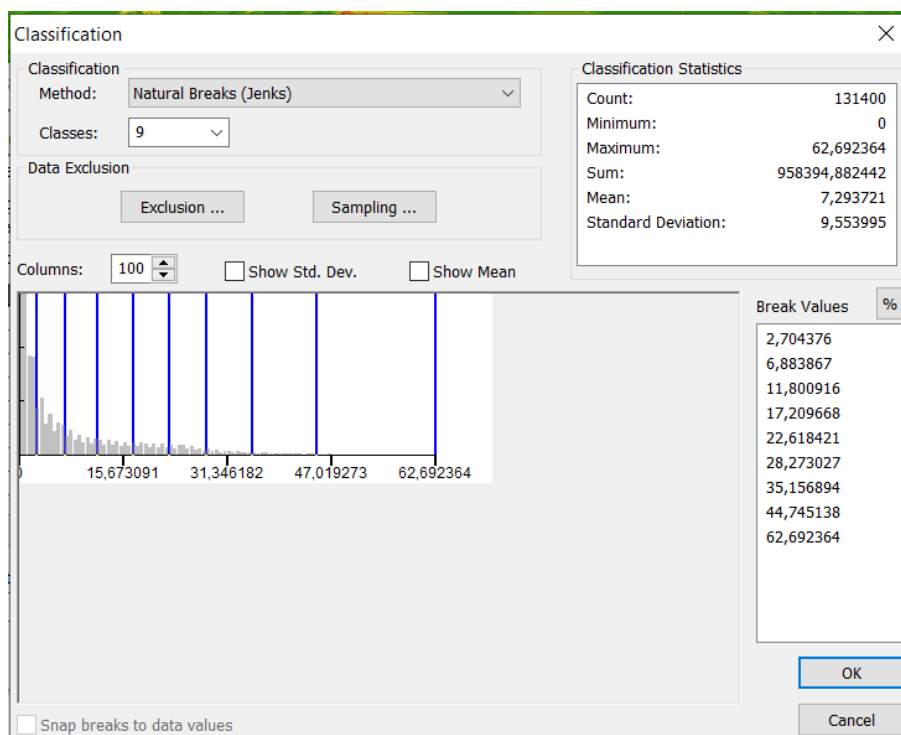 Classification
Classification
Method: Natural Breaks (Jenks)
Classes: 9
Data Exclusion
Exclusion ... Sampling ...
Classification Statistics
Count: 131400
Minimum: 0
Maximum: 62,692364
Sum: 958394,882442
Mean: 7,293721
Standard Deviation: 9,553995
Columns: 100 Show Std. Dev. Show Mean
0 15,673091 31,346182 47,019273 62,692364
Break Values %
2,704376
6,883867
11,800916
17,209668
22,618421
28,273027
35,156894
44,745138
62,692364
OK
Cancel
Snap breaks to data values